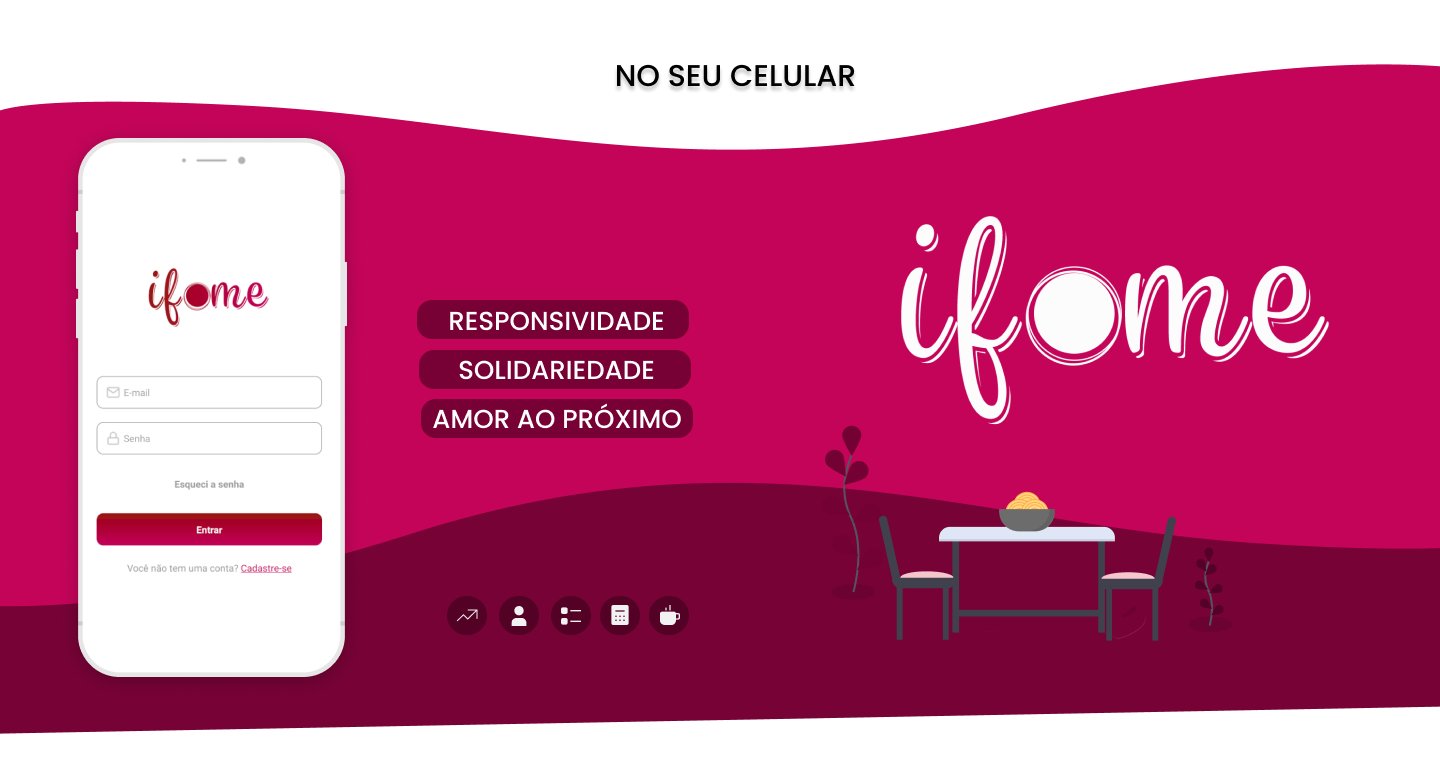 NO SEU CELULAR
ifome
E-mail
Senha
Esqueci a senha
Entrar
Você não tem uma conta? Cadastre-se
RESPONSIVIDADE
SOLIDARIEDADE
AMOR AO PRÓXIMO
ifome